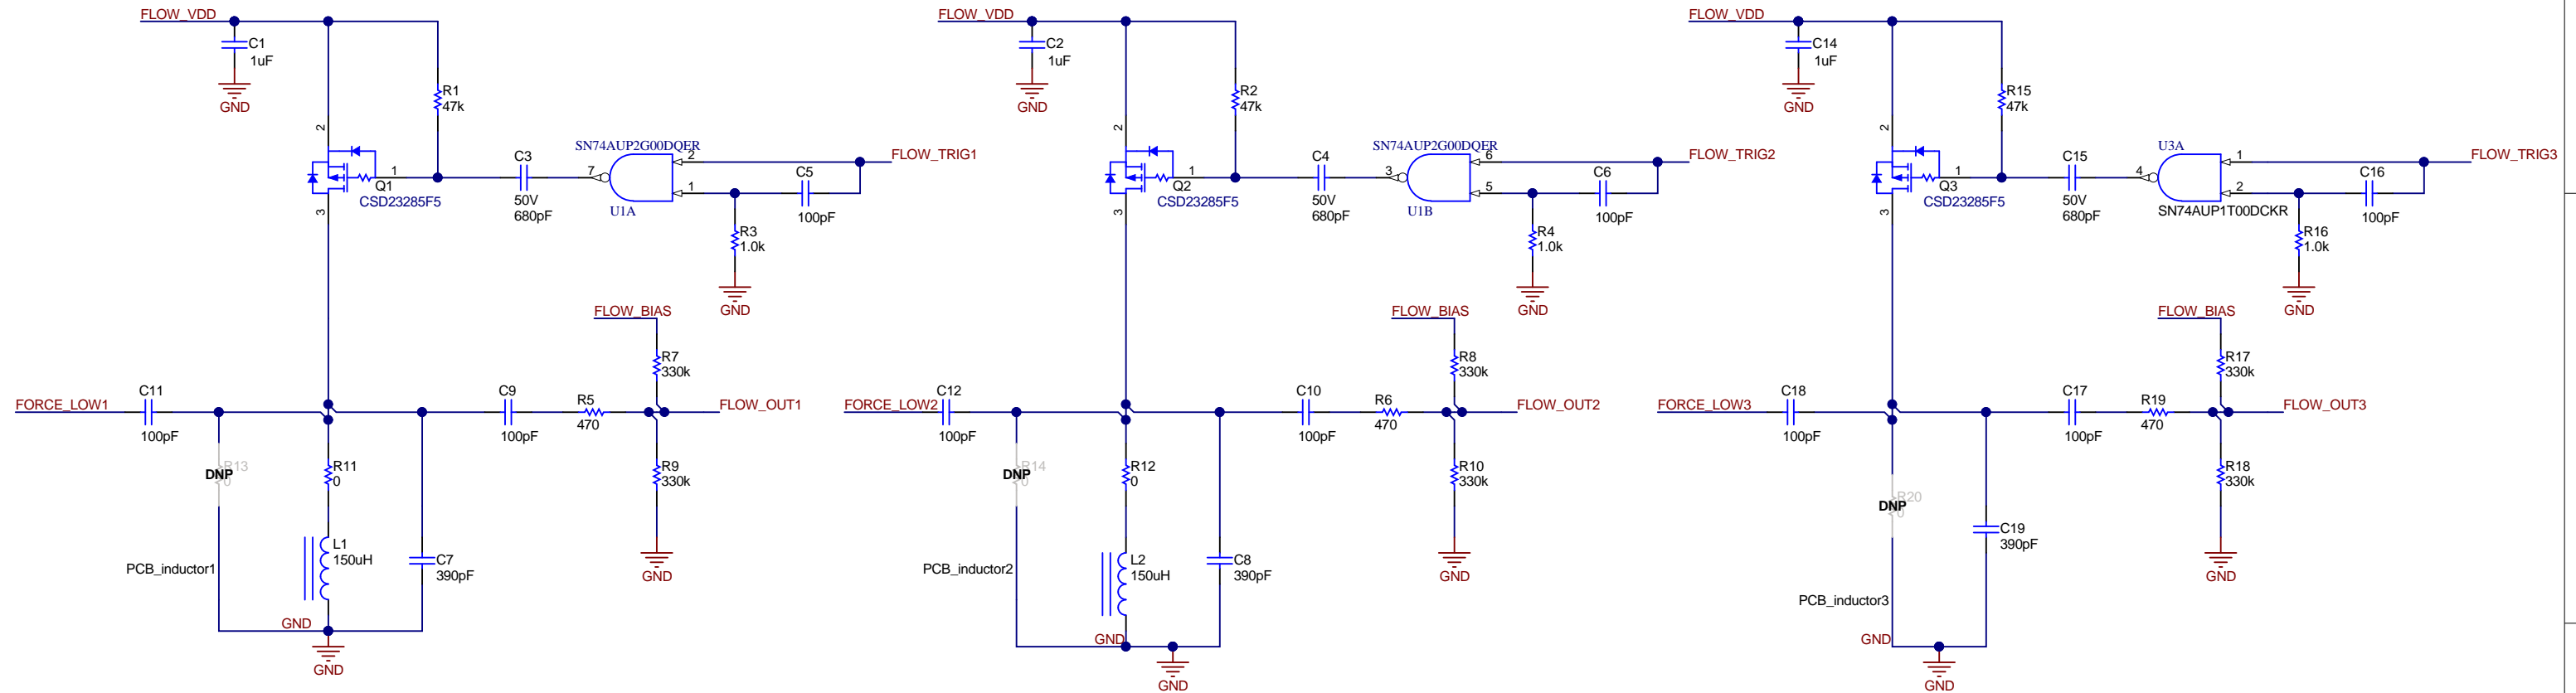 FLOW_VDD
C1
1uF
GND
R1
47k
2
1
Q1
CSD23285F5
3
C3
50V
680pF
SN74AUP2G00DQER
7
2
1
U1A
FLOW_TRIG1
C5
100pF
R3
1.0k
GND
FLOW_BIAS
R7
330k
FORCE_LOW1
C11
100pF
C9
100pF
R5
470
FLOW_OUT1
R13
DNP
0
R11
0
R9
330k
GND
PCB_inductor1
L1
150uH
C7
390pF
GND
GND
FLOW_VDD
C2
1uF
GND
R2
47k
2
1
Q2
CSD23285F5
3
C4
50V
680pF
SN74AUP2G00DQER
3
6
5
U1B
FLOW_TRIG2
C6
100pF
R4
1.0k
GND
FLOW_BIAS
R8
330k
FORCE_LOW2
C12
100pF
C10
100pF
R6
470
FLOW_OUT2
R14
DNP
0
R12
0
R10
330k
GND
PCB_inductor2
L2
150uH
C8
390pF
GND
GND
FLOW_VDD
C14
1uF
GND
R15
47k
2
1
Q3
CSD23285F5
3
C15
50V
680pF
U3A
4
1
2
SN74AUP1T00DCKR
FLOW_TRIG3
C16
100pF
R16
1.0k
GND
FLOW_BIAS
R17
330k
FORCE_LOW3
C18
100pF
C17
100pF
R19
470
FLOW_OUT3
R20
DNP
0
R18
330k
GND
C19
390pF
PCB_inductor3
GND
GND